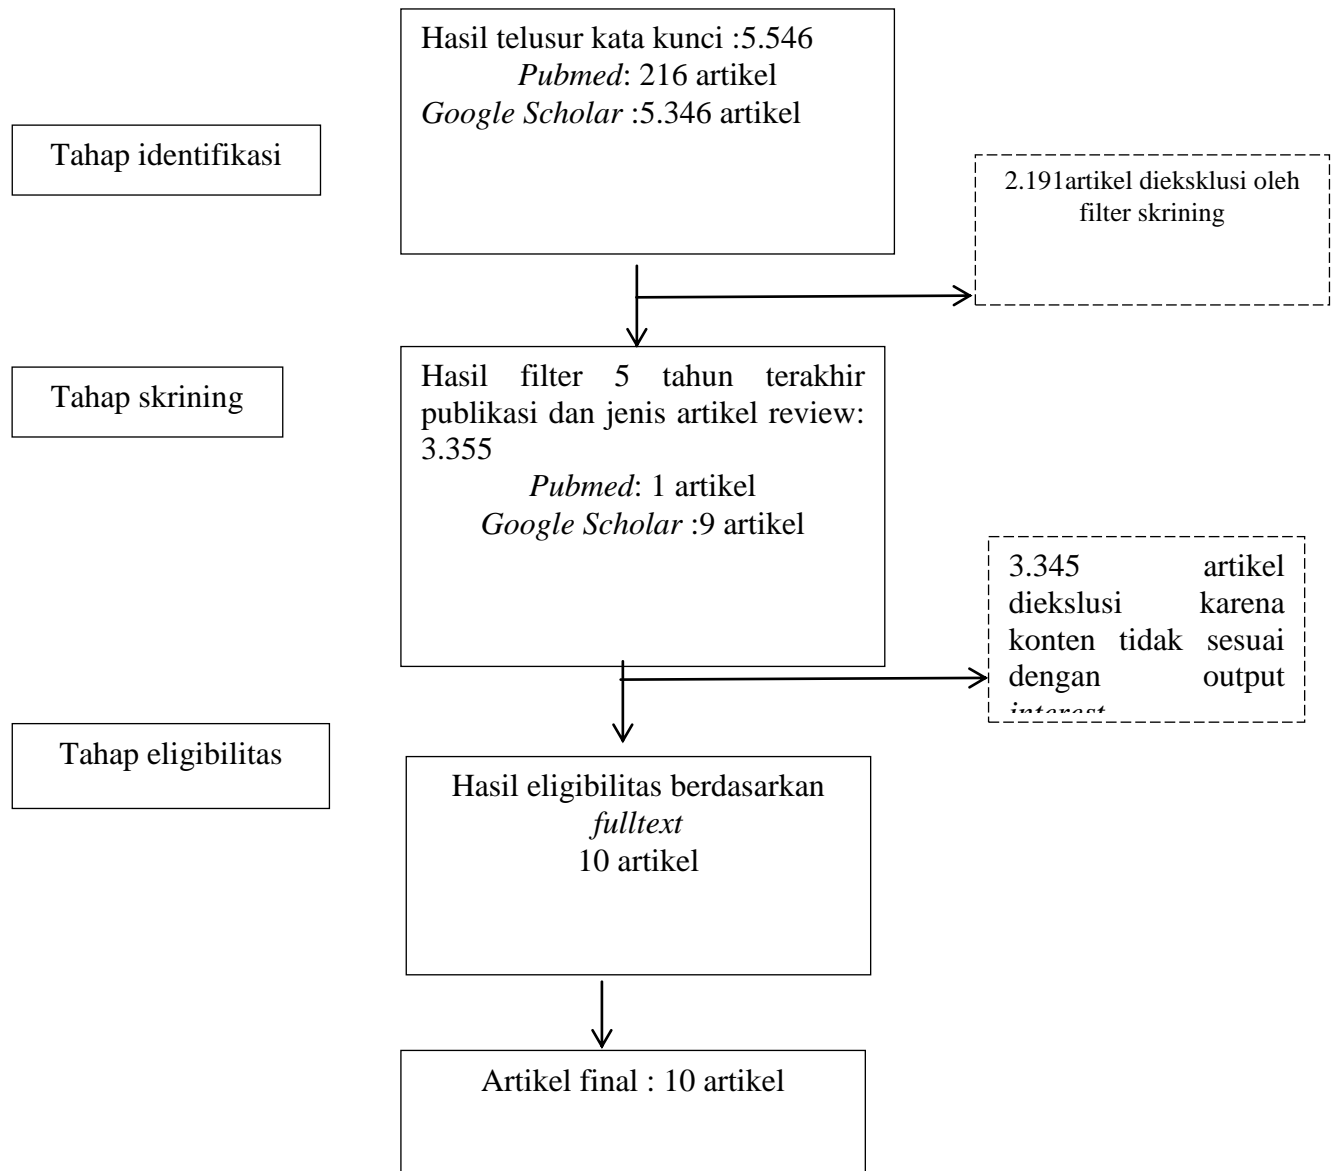 Hasil telusur kata kunci :5.546
Pubmed: 216 artikel
Google Scholar :5.346 artikel
Tahap identifikasi
2.191artikel dieksklusi oleh
filter skrining
Tahap skrining
Hasil filter 5 tahun terakhir
publikasi dan jenis artikel review:
3.355
Pubmed: 1 artikel
Google Scholar :9 artikel
3.345 artikel
diekslusi karena
konten tidak sesuai
dengan output
interest
Tahap eligibilitas
Hasil eligibilitas berdasarkan
fulltext
10 artikel
Artikel final : 10 artikel